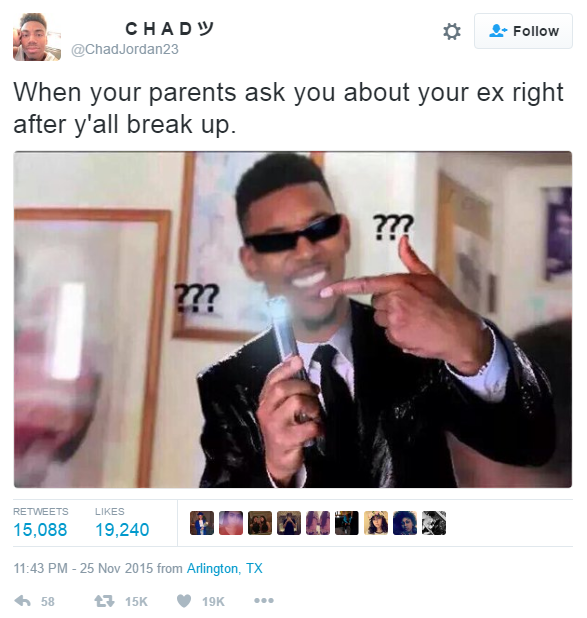 C H A D ツ
@ChadJordan23
Follow
When your parents ask you about your ex right
after y'all break up.
???
???
RETWEETS LIKES
15,088 19,240
11:43 PM - 25 Nov 2015 from Arlington, TX
58 15K 19K